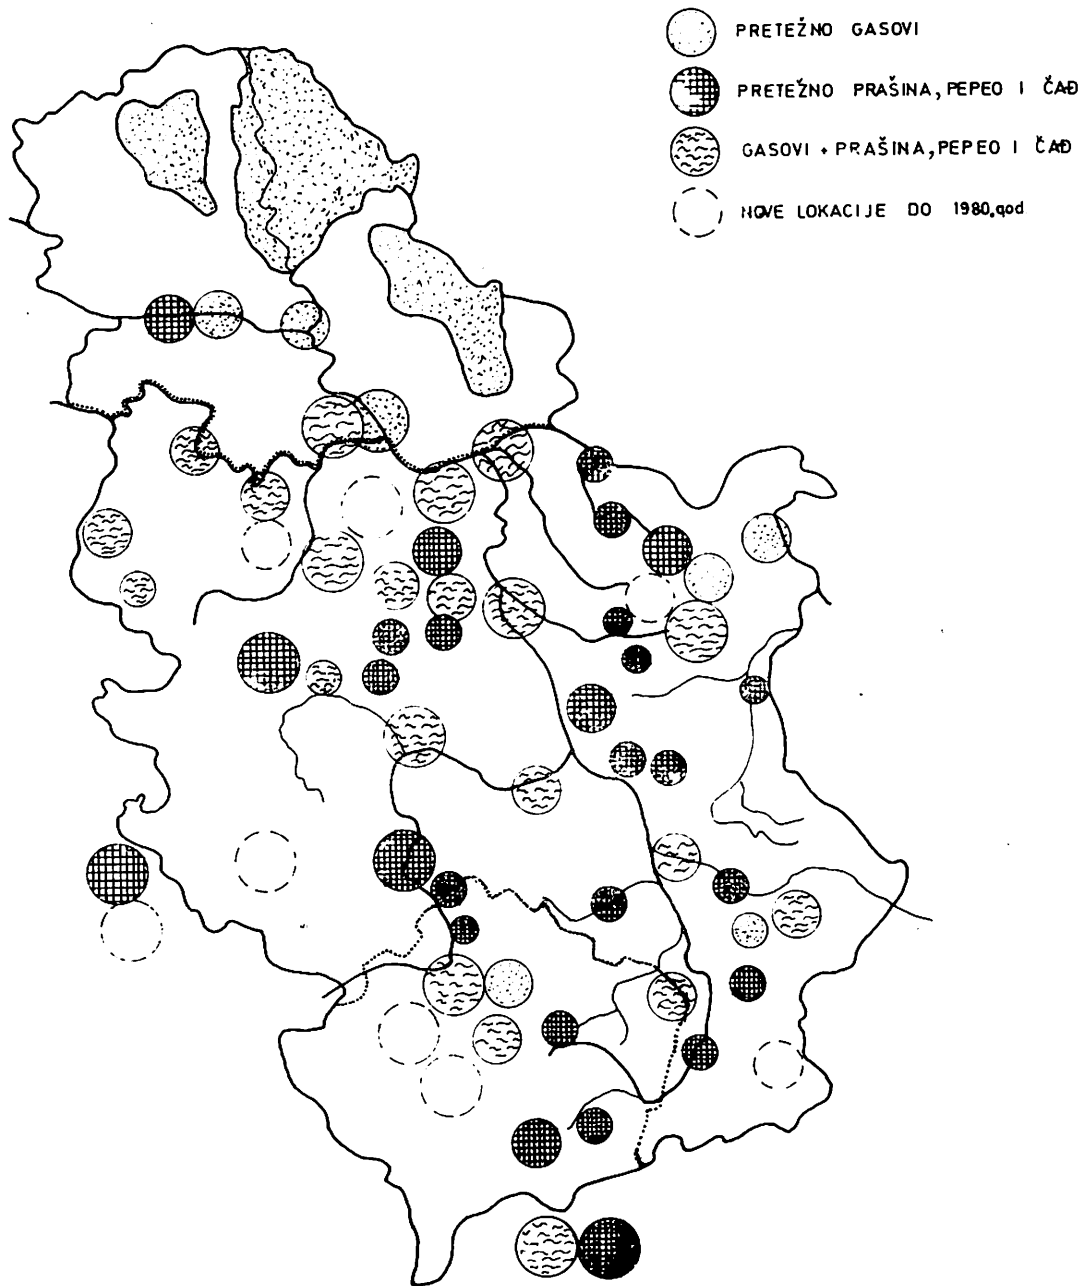 PRETEŽNO GASOVI
PRETEŽNO PRAŠINA, PEPEO I ČAĐ
GASOVI + PRAŠINA, PEPEO I ČAĐ
NOVE LOKACIJE DO 1980. god